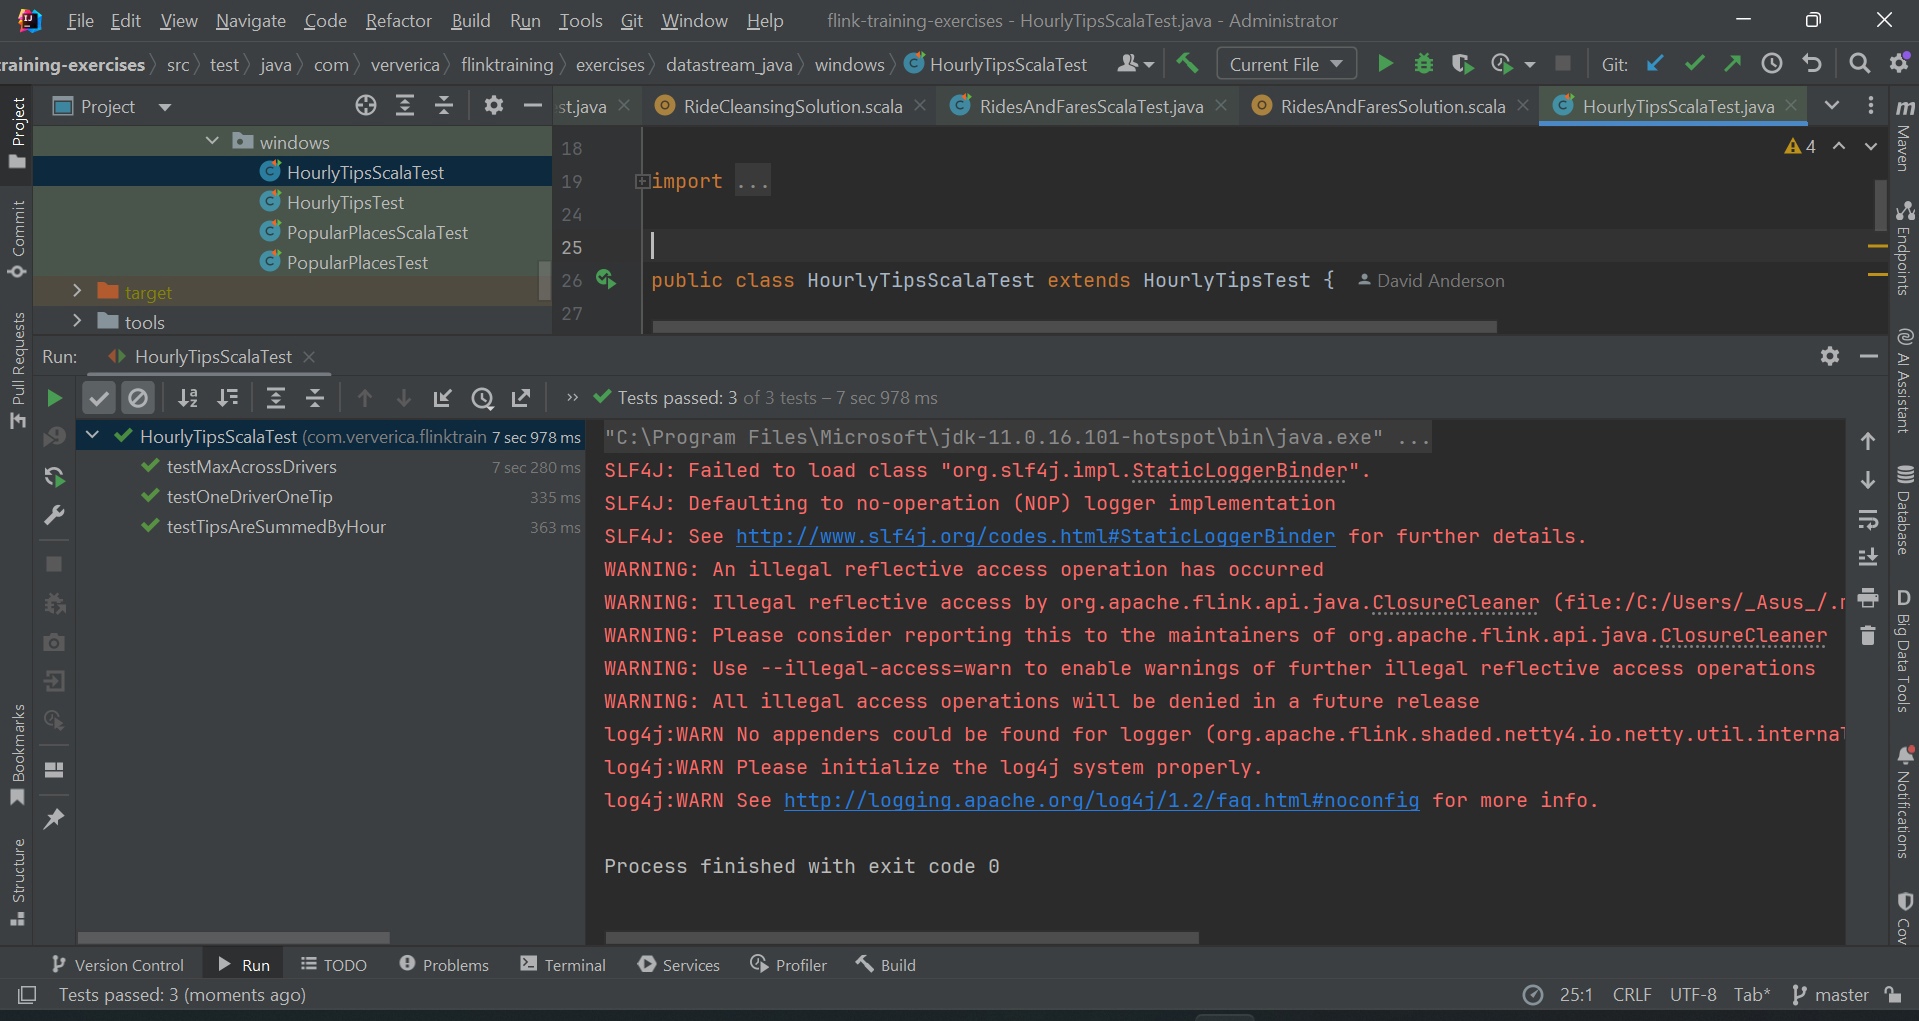 File Edit View Navigate Code Refactor Build Run Tools Git Window Help flink-training-exercises - HourlyTipsScalaTest.java - Administrator
raining-exercises src test java com ververica flinktraining exercises datastream_java windows HourlyTipsScalaTest Current File Git:
Project
st.java RideCleansingSolution.scala RidesAndFaresScalaTest.java RidesAndFaresSolution.scala HourlyTipsScalaTest.java
Project
Commit
Pull Requests
Bookmarks
Structure
windows
HourlyTipsScalaTest
HourlyTipsTest
PopularPlacesScalaTest
PopularPlacesTest
target
tools
18
4
19 import ...
24
25
26 public class HourlyTipsScalaTest extends HourlyTipsTest { David Anderson
27
Maven
Endpoints
AI Assistant
Database
Big Data Tools
Notifications
Cov
Run: HourlyTipsScalaTest
Tests passed: 3 of 3 tests – 7 sec 978 ms
HourlyTipsScalaTest (com.ververica.flinktrain 7 sec 978 ms
testMaxAcrossDrivers 7 sec 280 ms
testOneDriverOneTip 335 ms
testTipsAreSummedByHour 363 ms
"C:\Program Files\Microsoft\jdk-11.0.16.101-hotspot\bin\java.exe" ...
SLF4J: Failed to load class "org.slf4j.impl.StaticLoggerBinder".
SLF4J: Defaulting to no-operation (NOP) logger implementation
SLF4J: See http://www.slf4j.org/codes.html#StaticLoggerBinder for further details.
WARNING: An illegal reflective access operation has occurred
WARNING: Illegal reflective access by org.apache.flink.api.java.ClosureCleaner (file:/C:/Users/_Asus_/.m
WARNING: Please consider reporting this to the maintainers of org.apache.flink.api.java.ClosureCleaner
WARNING: Use --illegal-access=warn to enable warnings of further illegal reflective access operations
WARNING: All illegal access operations will be denied in a future release
log4j:WARN No appenders could be found for logger (org.apache.flink.shaded.netty4.io.netty.util.internal
log4j:WARN Please initialize the log4j system properly.
log4j:WARN See http://logging.apache.org/log4j/1.2/faq.html#noconfig for more info.
Process finished with exit code 0
Version Control Run TODO Problems Terminal Services Profiler Build
Tests passed: 3 (moments ago) 25:1 CRLF UTF-8 Tab* master